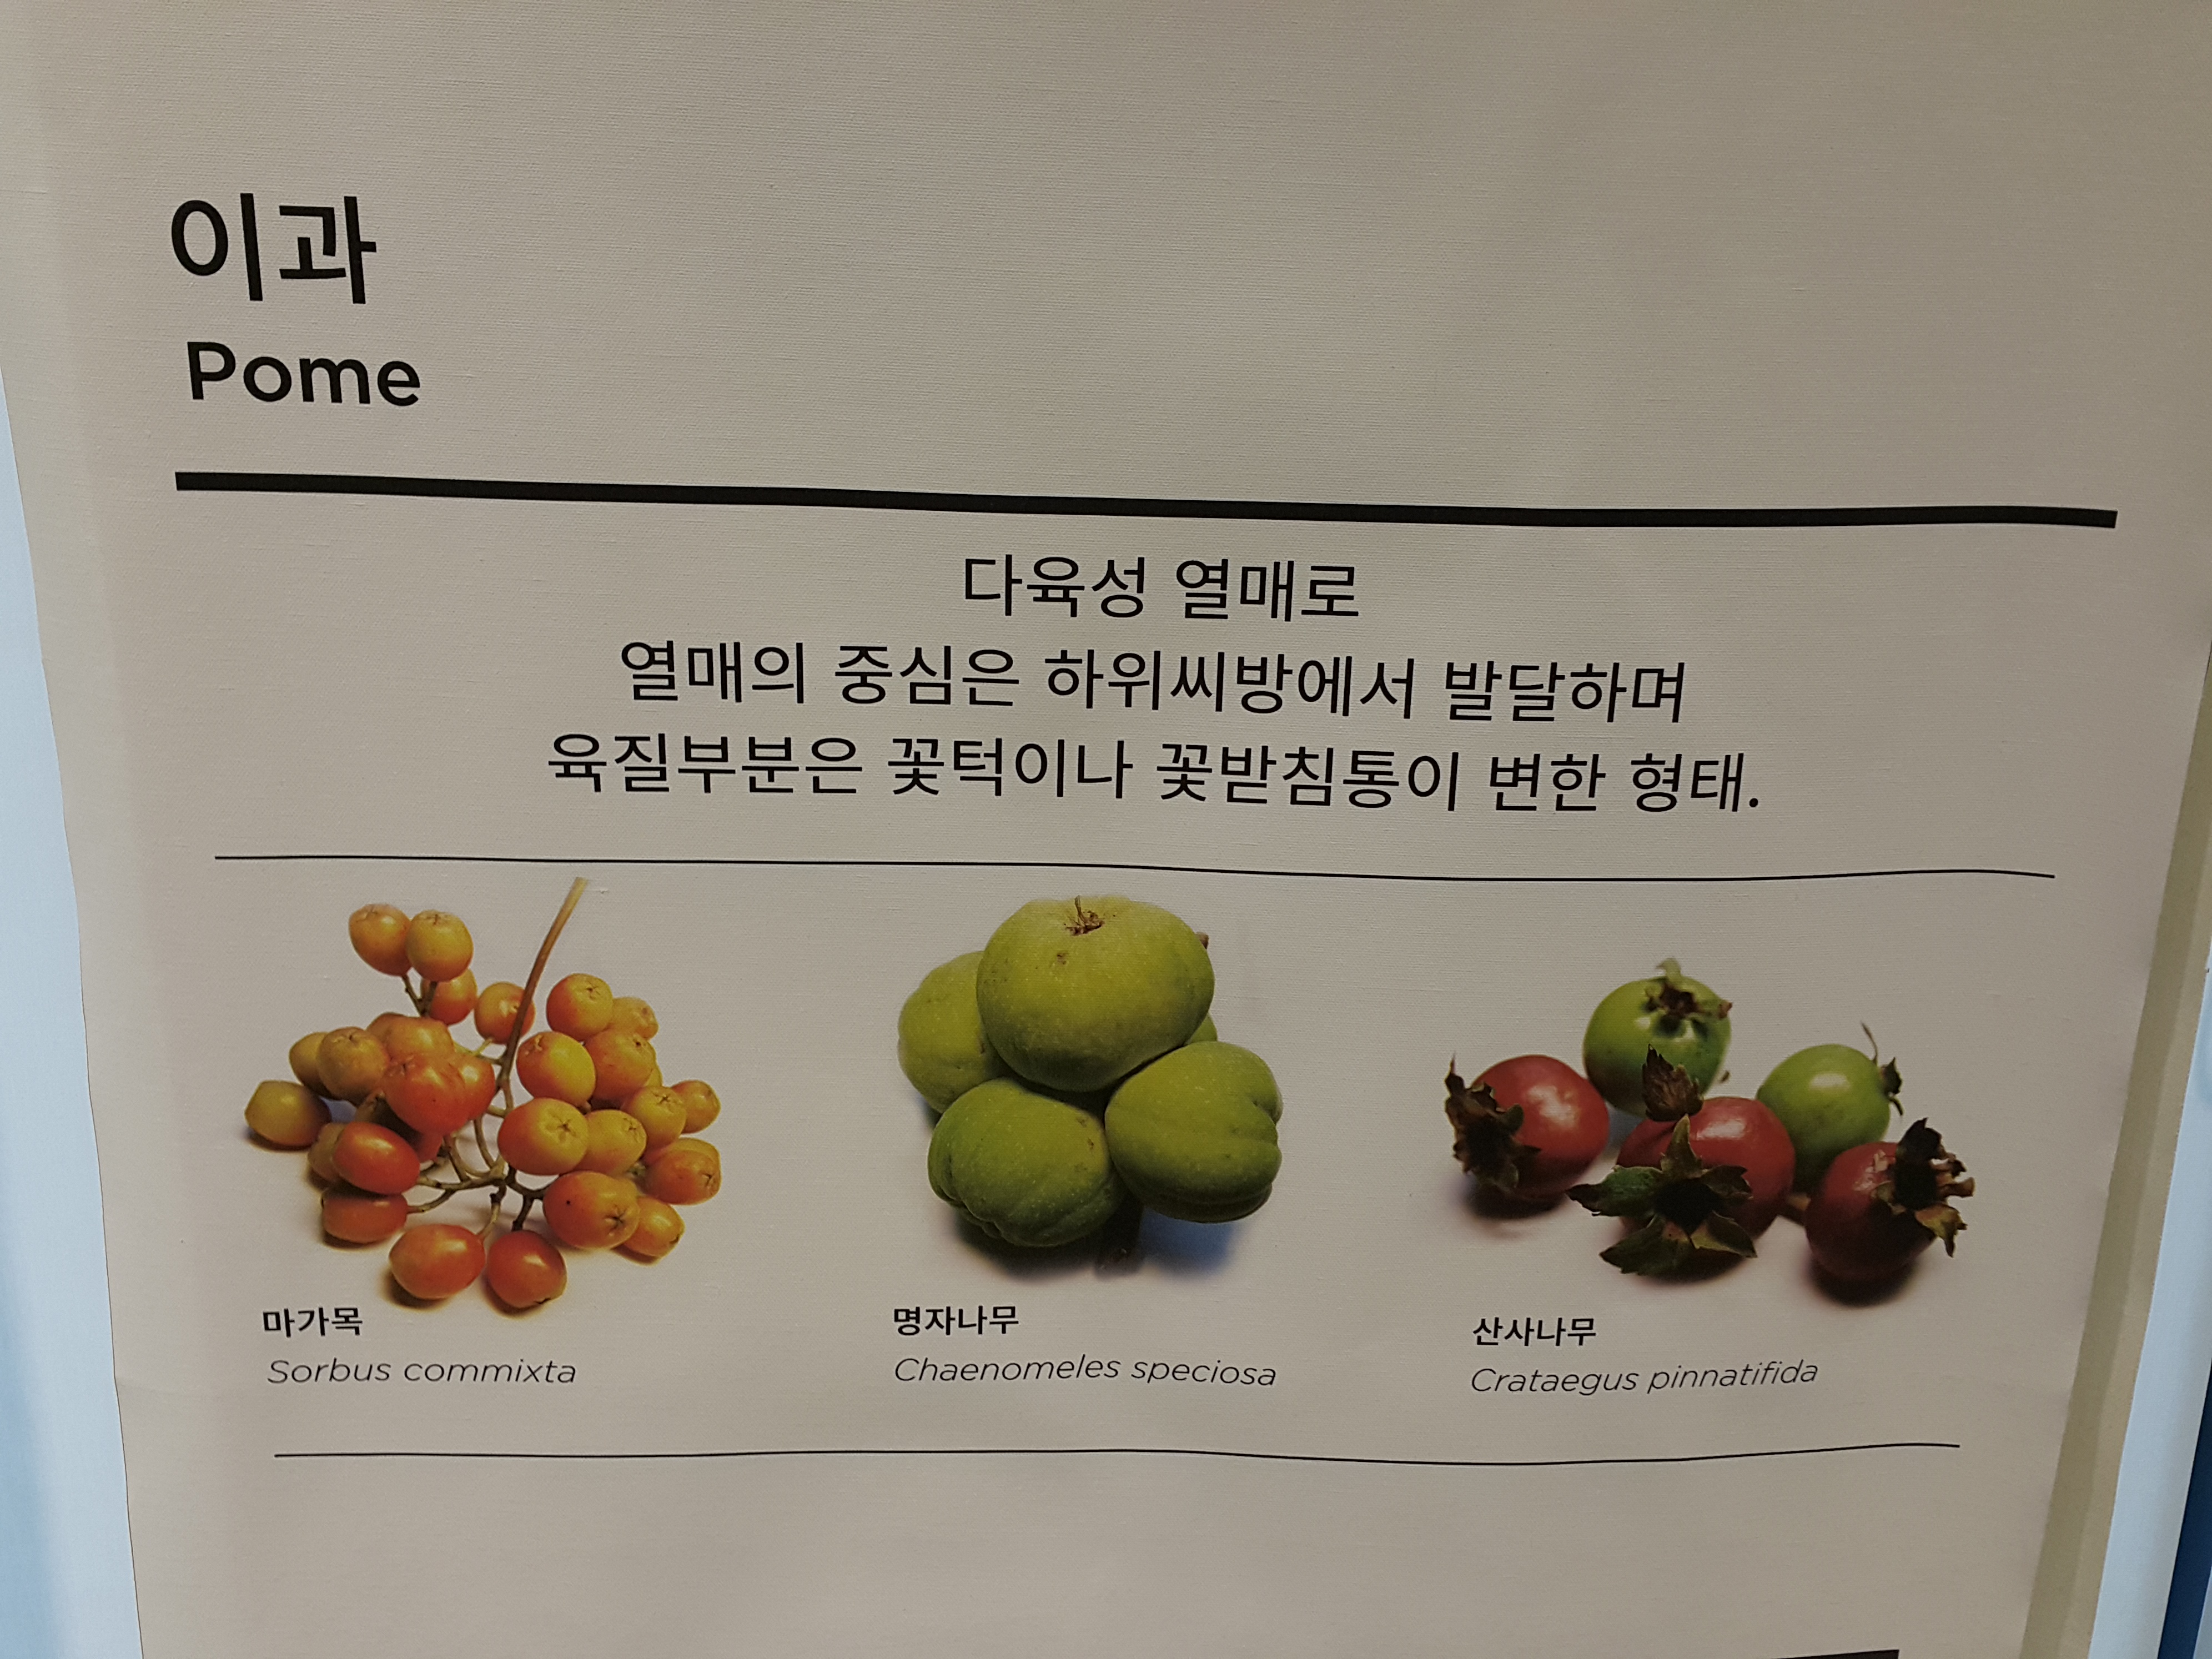 이과
Pome
다육성 열매로
열매의 중심은 하위씨방에서 발달하며
육질부분은 꽃턱이나 꽃받침통이 변한 형태.
마가목
Sorbus commixta
명자나무
Chaenomeles speciosa
산사나무
Crataegus pinnatifida